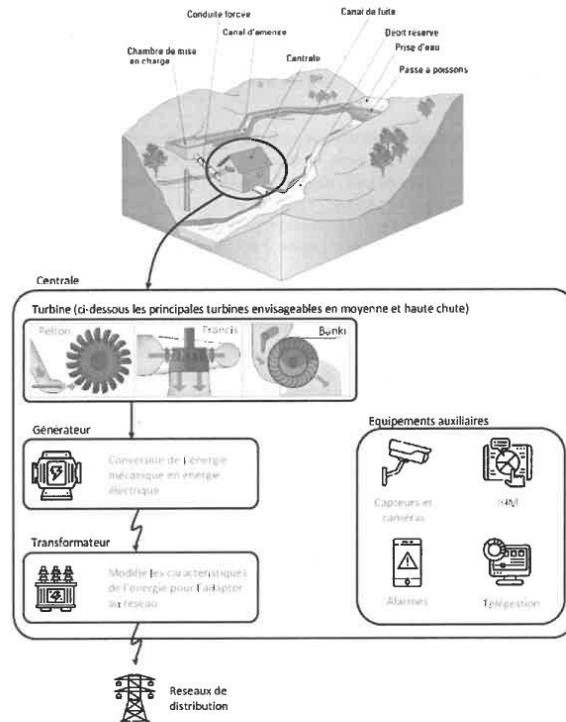 Canal de fuite
Conduite forcée
Débit réservé
Canal d'amenée
Prise d'eau
Chambre de mise
en charge
Centrale
Passe à poissons
Centrale
Turbine (ci-dessous les principales turbines envisageables en moyenne et haute chute)
Pelton
Francis
Banki
Générateur
Convertit de l'énergie
mécanique en énergie
électrique
Equipements auxiliaires
Capteurs et
caméras
Alarmes
Télégestion
Transformateur
Modèle les caractéristiques
de l'énergie pour l'adapter
au réseau
Reseaux de
distribution